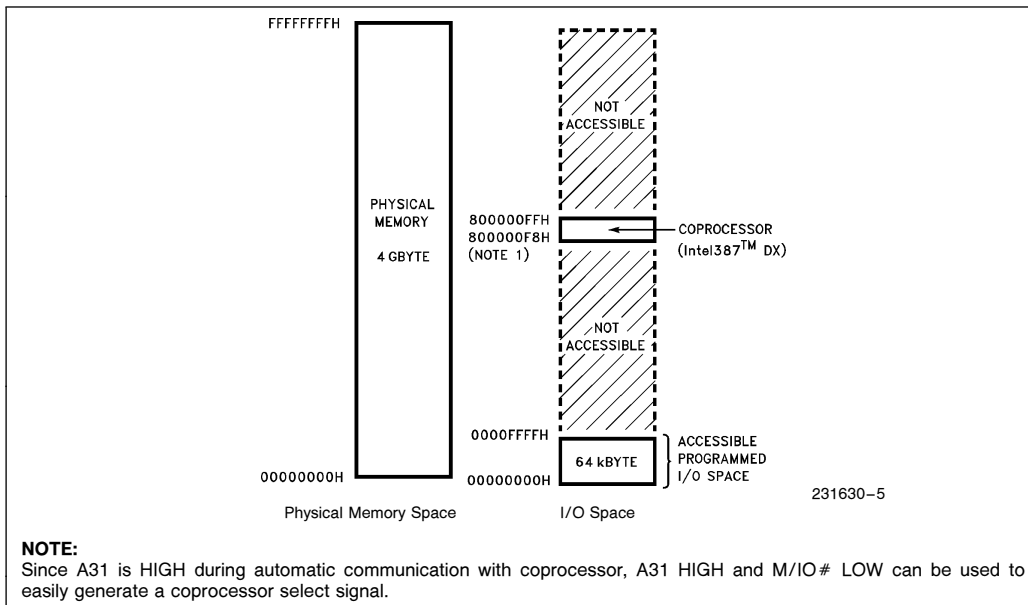 FFFFFFFFH
PHYSICAL
MEMORY
4 GBYTE
00000000H
Physical Memory Space
NOT
ACCESSIBLE
800000FFH
800000F8H
(NOTE 1)
COPROCESSOR
(Intel387™ DX)
NOT
ACCESSIBLE
0000FFFFH
64 kBYTE
00000000H
ACCESSIBLE
PROGRAMMED
I/O SPACE
I/O Space
231630–5
NOTE:
Since A31 is HIGH during automatic communication with coprocessor, A31 HIGH and M/IO# LOW can be used to
easily generate a coprocessor select signal.